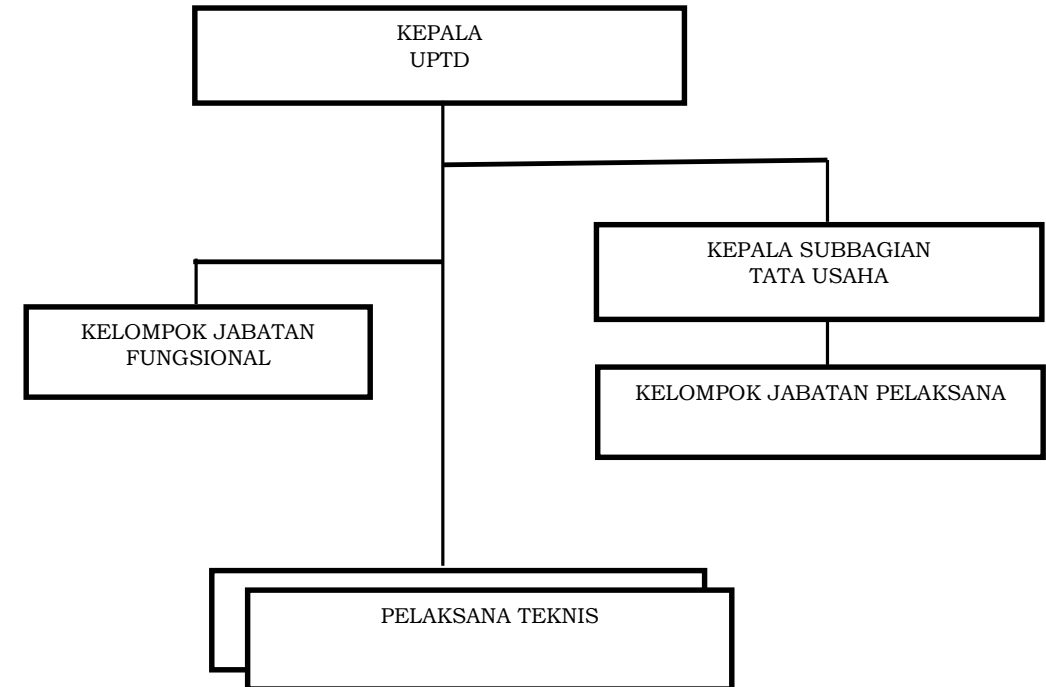 KEPALA
UPTD
KEPALA SUBBAGIAN
TATA USAHA
KELOMPOK JABATAN
FUNGSIONAL
KELOMPOK JABATAN PELAKSANA
PELAKSANA TEKNIS